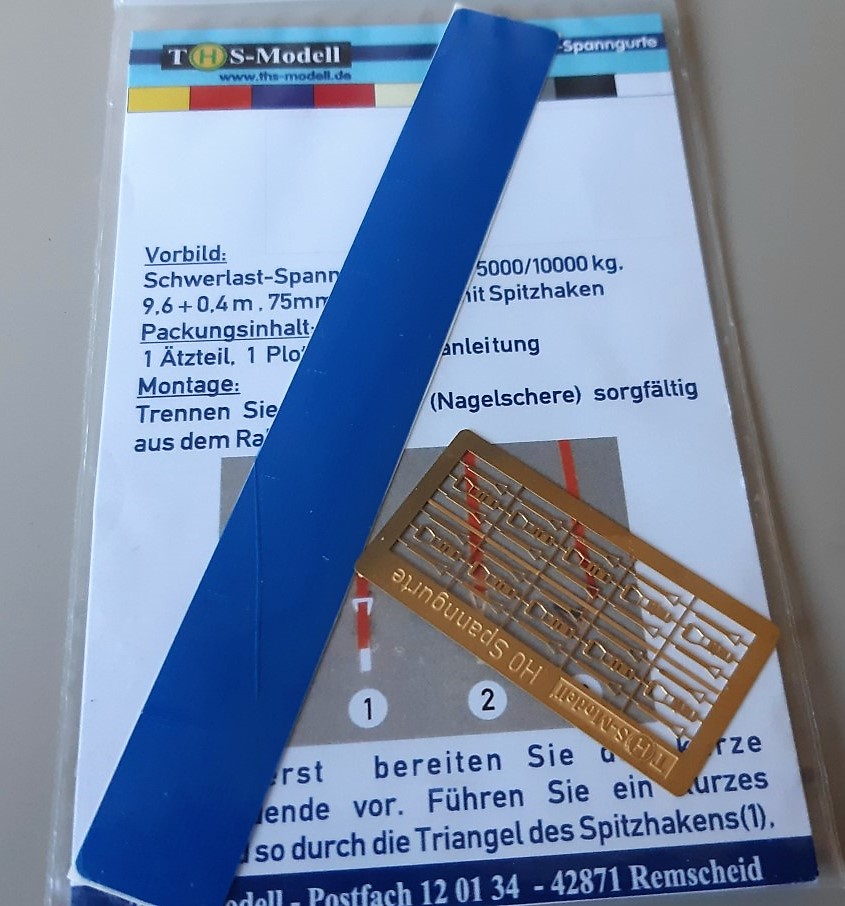 THS-Modell
-Spanngurte
www.ths-modell.de
Vorbild:
Schwerlast-Spann 5000/10000 kg.
9,6 + 0,4 m , 75mm it Spitzhaken
Packungsinhalt:
1 Ätzteil, 1 Plo anleitung
Montage:
Trennen Sie (Nagelschere) sorgfältig
aus dem Ra
H0 Spanngurte
T(H)S-Modell
1 2
erst bereiten Sie d kurze
ende vor. Führen Sie ein kurzes
so durch die Triangel des Spitzhakens(1),
odell - Postfach 12 01 34 - 42871 Remscheid